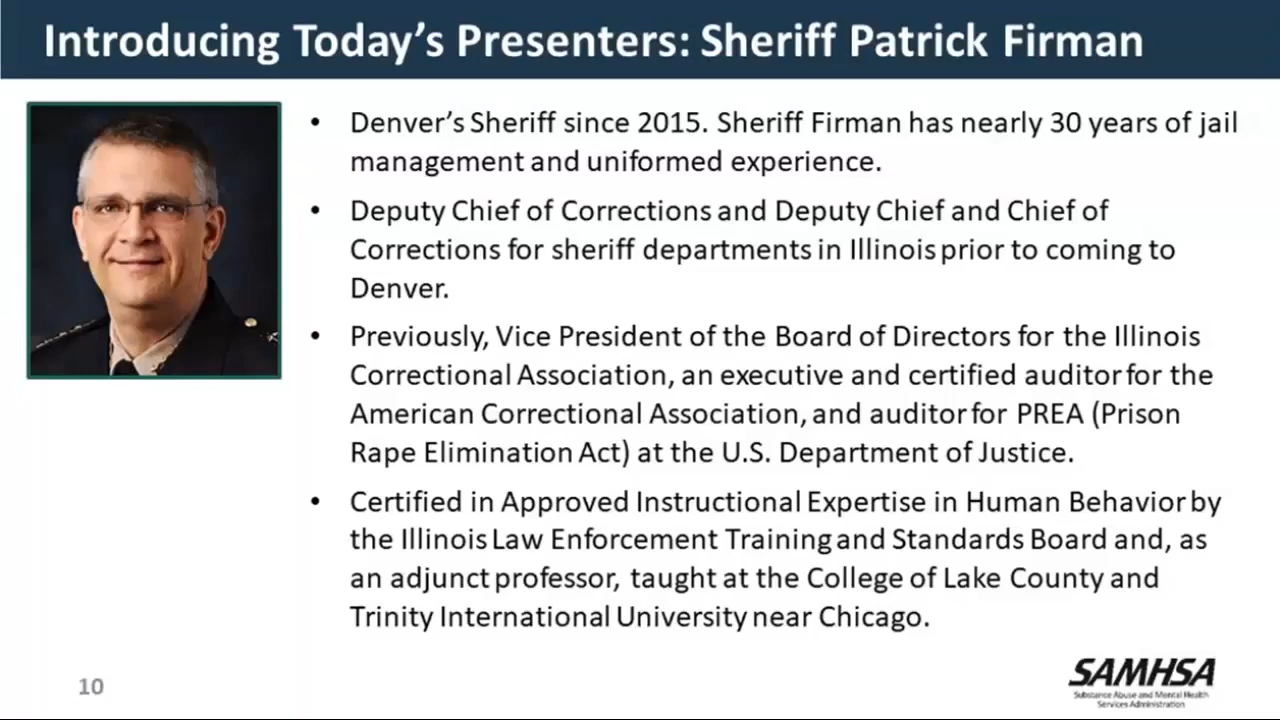 Introducing Today's Presenters: Sheriff Patrick Firman
• Denver's Sheriff since 2015. Sheriff Firman has nearly 30 years of jail
management and uniformed experience.
• Deputy Chief of Corrections and Deputy Chief and Chief of
Corrections for sheriff departments in Illinois prior to coming to
Denver.
• Previously, Vice President of the Board of Directors for the Illinois
Correctional Association, an executive and certified auditor for the
American Correctional Association, and auditor for PREA (Prison
Rape Elimination Act) at the U.S. Department of Justice.
• Certified in Approved Instructional Expertise in Human Behavior by
the Illinois Law Enforcement Training and Standards Board and, as
an adjunct professor, taught at the College of Lake County and
Trinity International University near Chicago.
10
SAMHSA
Substance Abuse and Mental Health
Services Administration